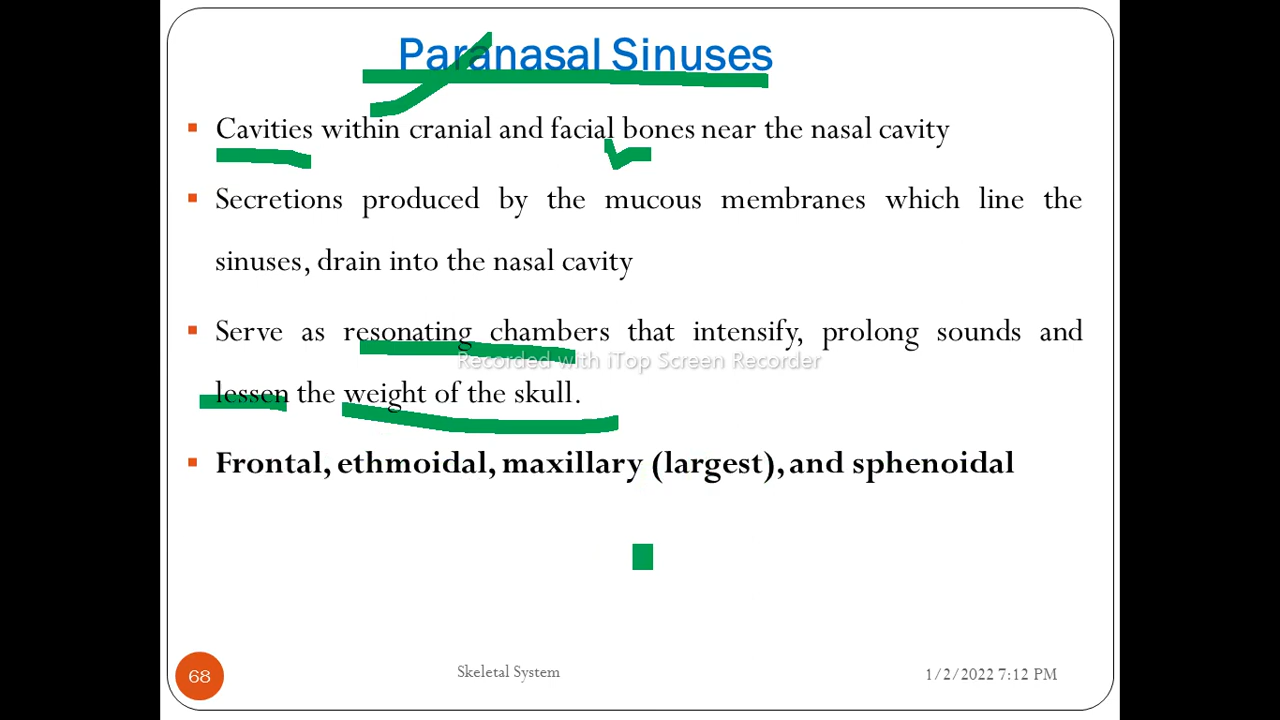 Paranasal Sinuses
▪ Cavities within cranial and facial bones near the nasal cavity
▪ Secretions produced by the mucous membranes which line the
sinuses, drain into the nasal cavity
▪ Serve as resonating chambers that intensify, prolong sounds and
Recorded with iTop Screen Recorder
lessen the weight of the skull.
▪ Frontal, ethmoidal, maxillary (largest), and sphenoidal
68
Skeletal System
1/2/2022 7:12 PM